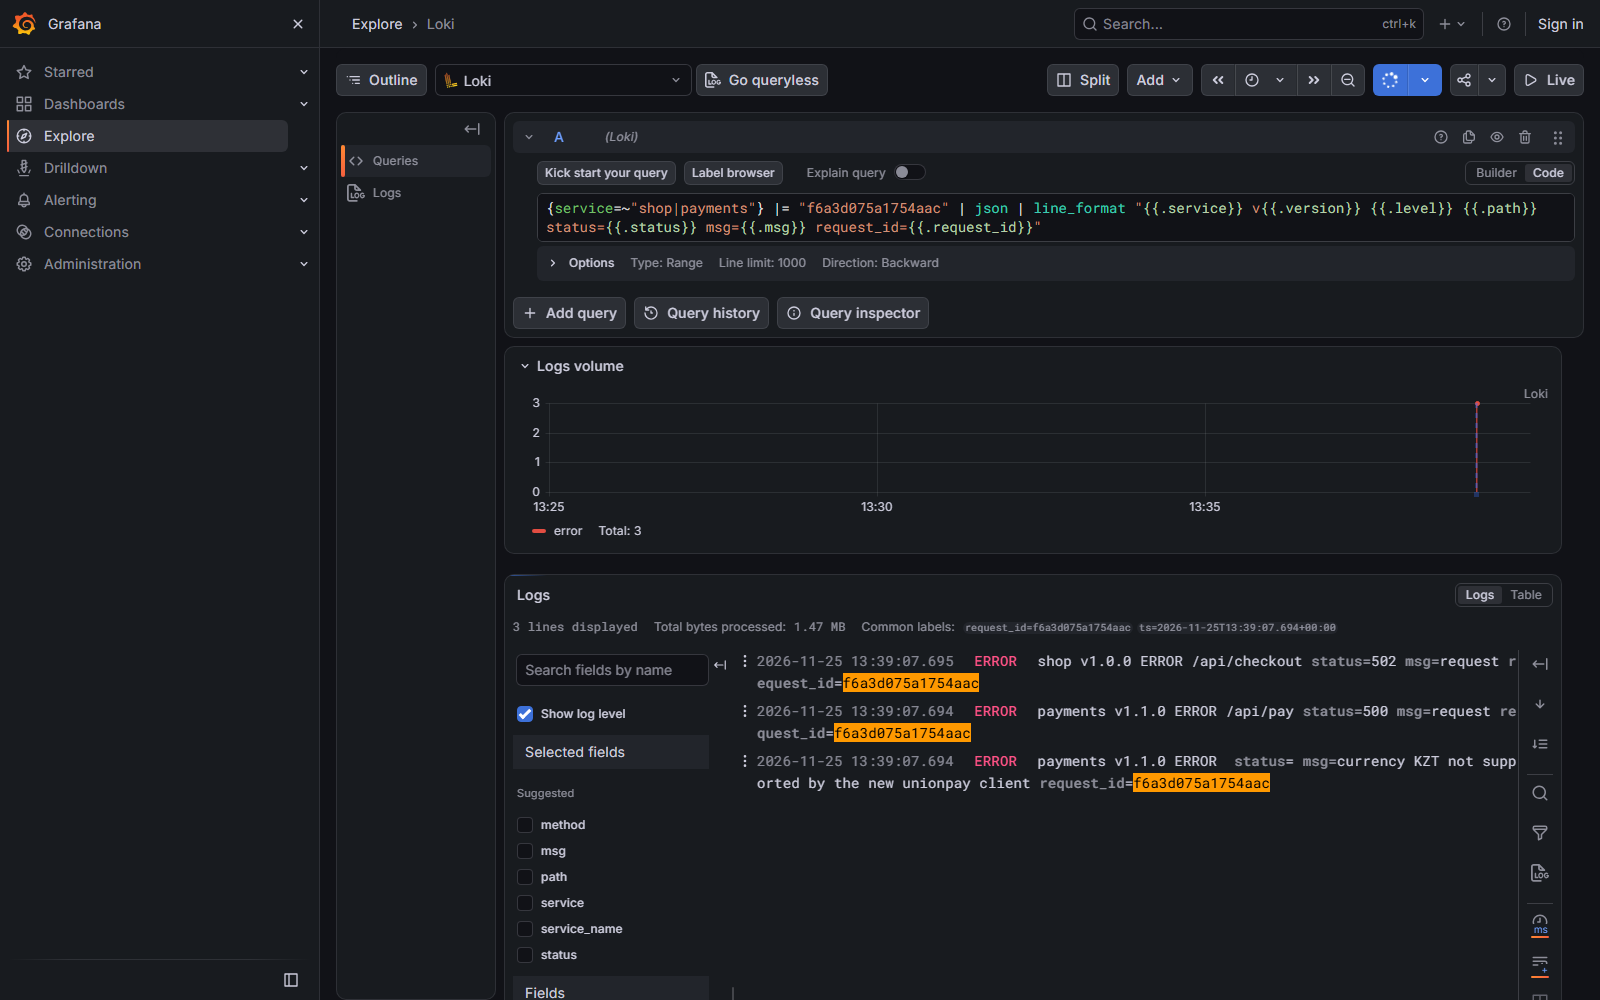 Grafana
Explore › Loki
Search...
ctrl+k
Sign in
Starred
Dashboards
Explore
Drilldown
Alerting
Connections
Administration
Outline
Loki
Go queryless
Split
Add
Live
Queries
Logs
A
(Loki)
Kick start your query
Label browser
Explain query
Builder
Code
{service=~"shop|payments"} |= "f6a3d075a1754aac" | json | line_format "{{.service}} v{{.version}} {{.level}} {{.path}}
status={{.status}} msg={{.msg}} request_id={{.request_id}}"
Options
Type: Range
Line limit: 1000
Direction: Backward
Add query
Query history
Query inspector
Logs volume
Loki
3
2
1
0
13:25
13:30
13:35
error
Total: 3
Logs
Logs
Table
3 lines displayed
Total bytes processed: 1.47 MB
Common labels: request_id=f6a3d075a1754aac ts=2026-11-25T13:39:07.694+00:00
Search fields by name
Show log level
Selected fields
Suggested
method
msg
path
service
service_name
status
Fields
2026-11-25 13:39:07.695 ERROR shop v1.0.0 ERROR /api/checkout status=502 msg=request r
equest_id=f6a3d075a1754aac
2026-11-25 13:39:07.694 ERROR payments v1.1.0 ERROR /api/pay status=500 msg=request re
quest_id=f6a3d075a1754aac
2026-11-25 13:39:07.694 ERROR payments v1.1.0 ERROR status= msg=currency KZT not supp
orted by the new unionpay client request_id=f6a3d075a1754aac
LOG
ms